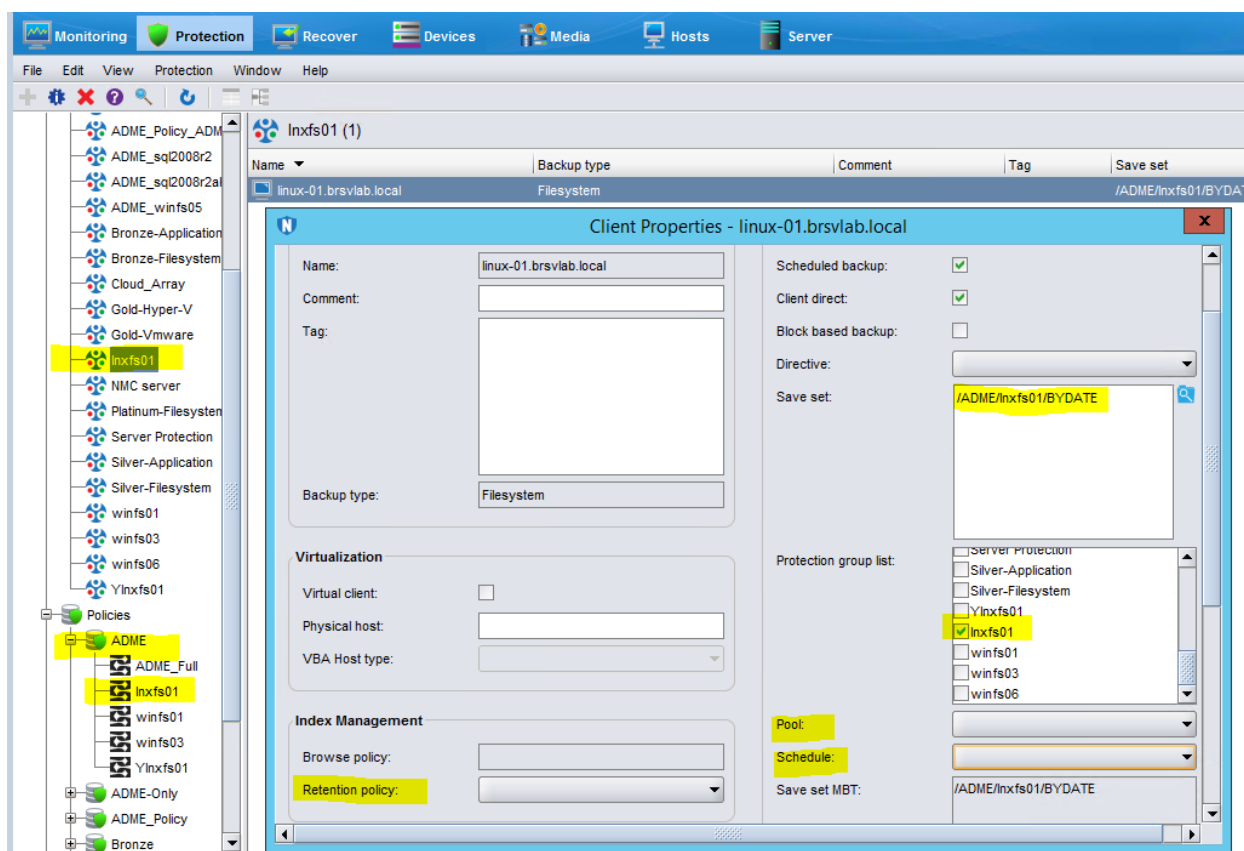 Monitoring Protection Recover Devices Media Hosts Server
File Edit View Protection Window Help
ADME_Policy_ADM
ADME_sql2008r2
ADME_sql2008r2al
ADME_winfs05
Bronze-Application
Bronze-Filesystem
Cloud_Array
Gold-Hyper-V
Gold-Vmware
lnxfs01
NMC server
Platinum-Filesystem
Server Protection
Silver-Application
Silver-Filesystem
winfs01
winfs03
winfs06
Ylnxfs01
Policies
ADME
ADME_Full
lnxfs01
winfs01
winfs03
Ylnxfs01
ADME-Only
ADME_Policy
Bronze
lnxfs01 (1)
Name Backup type Comment Tag Save set
linux-01.brsvlab.local Filesystem /ADME/lnxfs01/BYDAT
Client Properties - linux-01.brsvlab.local
Name: linux-01.brsvlab.local
Comment:
Tag:
Backup type: Filesystem
Virtualization
Virtual client:
Physical host:
VBA Host type:
Index Management
Browse policy:
Retention policy:
Scheduled backup:
Client direct:
Block based backup:
Directive:
Save set: /ADME/lnxfs01/BYDATE
Protection group list:
Server Protection
Silver-Application
Silver-Filesystem
Ylnxfs01
lnxfs01
winfs01
winfs03
winfs06
Pool:
Schedule:
Save set MBT: /ADME/lnxfs01/BYDATE